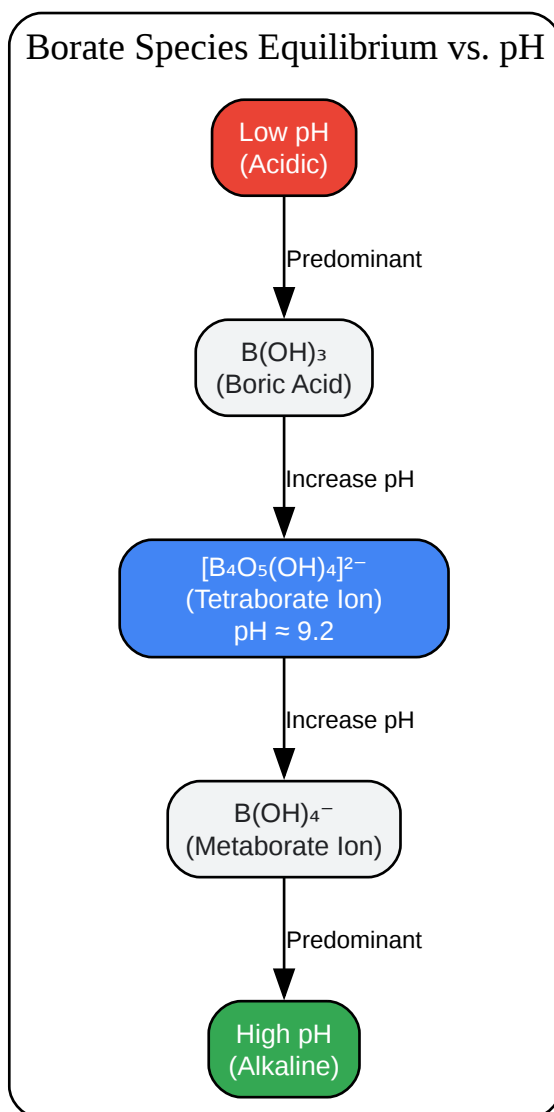 Borate Species Equilibrium vs. pH
Low pH
(Acidic)
Predominant
B(OH)₃
(Boric Acid)
Increase pH
[B₄O₅(OH)₄]²⁻
(Tetraborate Ion)
pH ≈ 9.2
Increase pH
B(OH)₄⁻
(Metaborate Ion)
Predominant
High pH
(Alkaline)